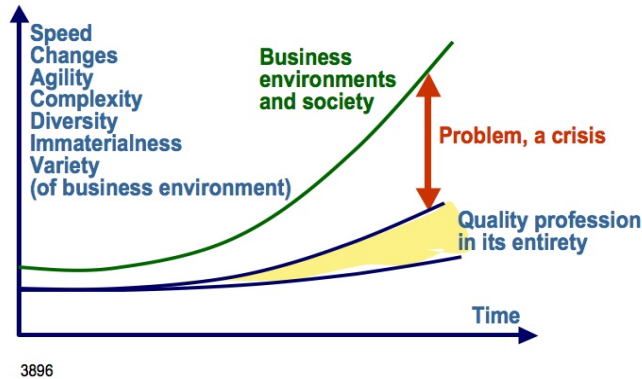 Speed
Changes
Agility
Complexity
Diversity
Immaterialness
Variety
(of business environment)
Business
environments
and society
Problem, a crisis
Quality profession
in its entirety
Time
3896